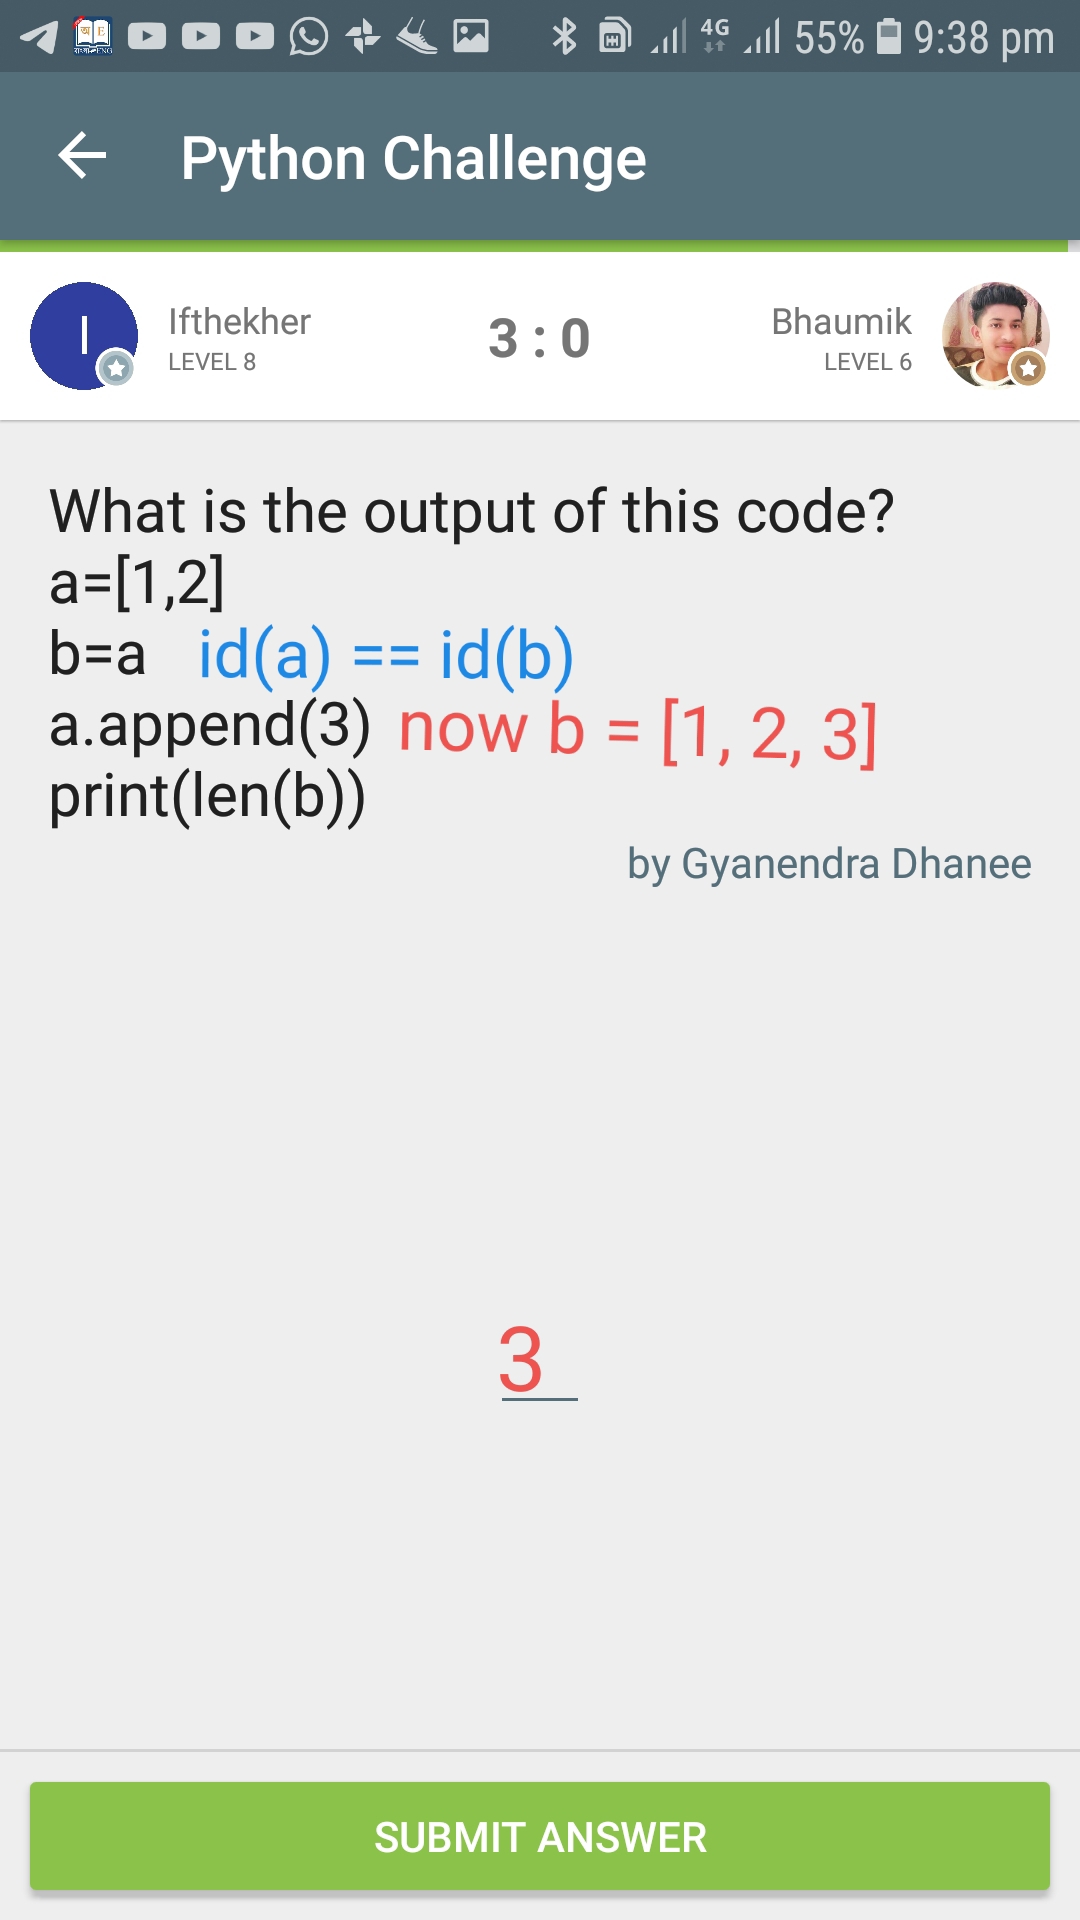 4G 55% 9:38 pm
Python Challenge
I Ifthekher 3 : 0 Bhaumik
LEVEL 8 LEVEL 6
What is the output of this code?
a=[1,2]
b=a id(a) == id(b)
a.append(3) now b = [1, 2, 3]
print(len(b))
by Gyanendra Dhanee
3
SUBMIT ANSWER